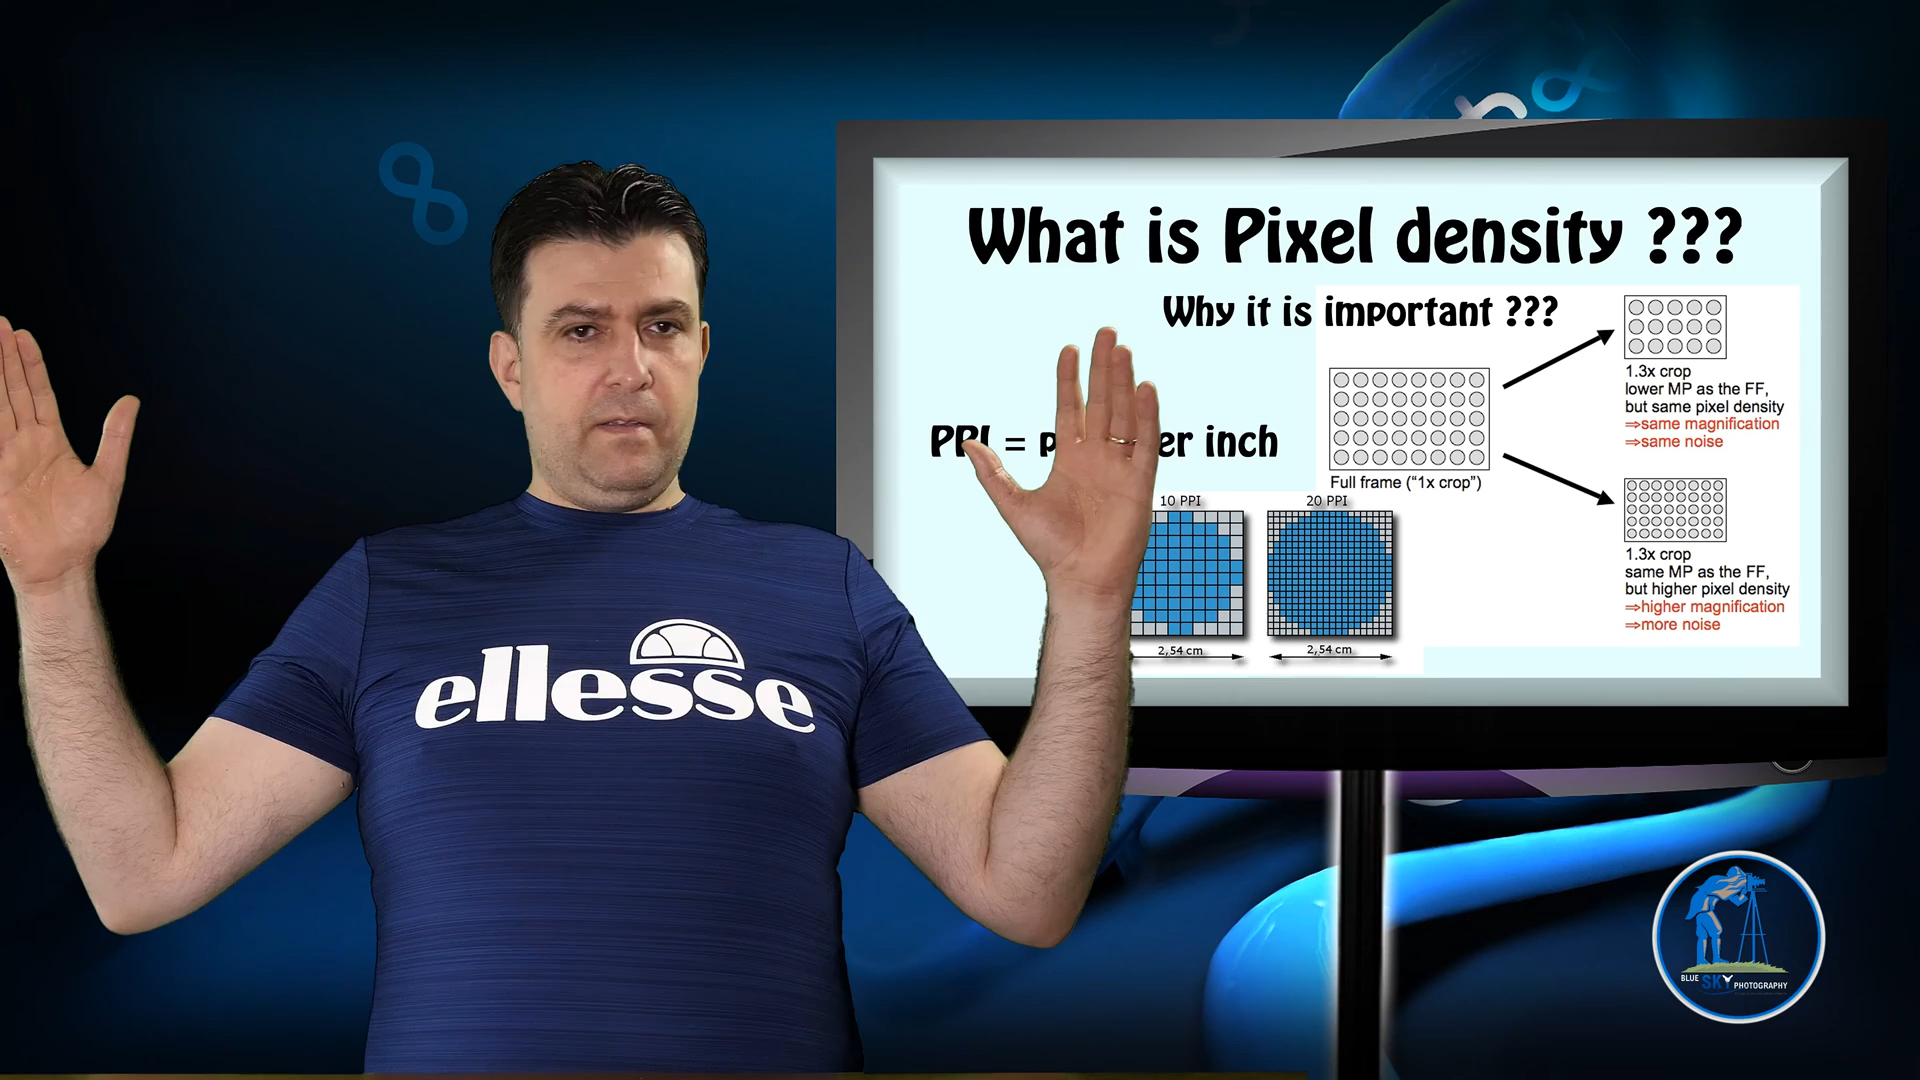 What is Pixel density ???
Why it is important ???
PPI = p er inch
1.3x crop
lower MP as the FF,
but same pixel density
⇒same magnification
⇒same noise
Full frame (“1x crop”)
10 PPI
20 PPI
2,54 cm
2,54 cm
1.3x crop
same MP as the FF,
but higher pixel density
⇒higher magnification
⇒more noise
ellesse
BLUE SKY PHOTOGRAPHY